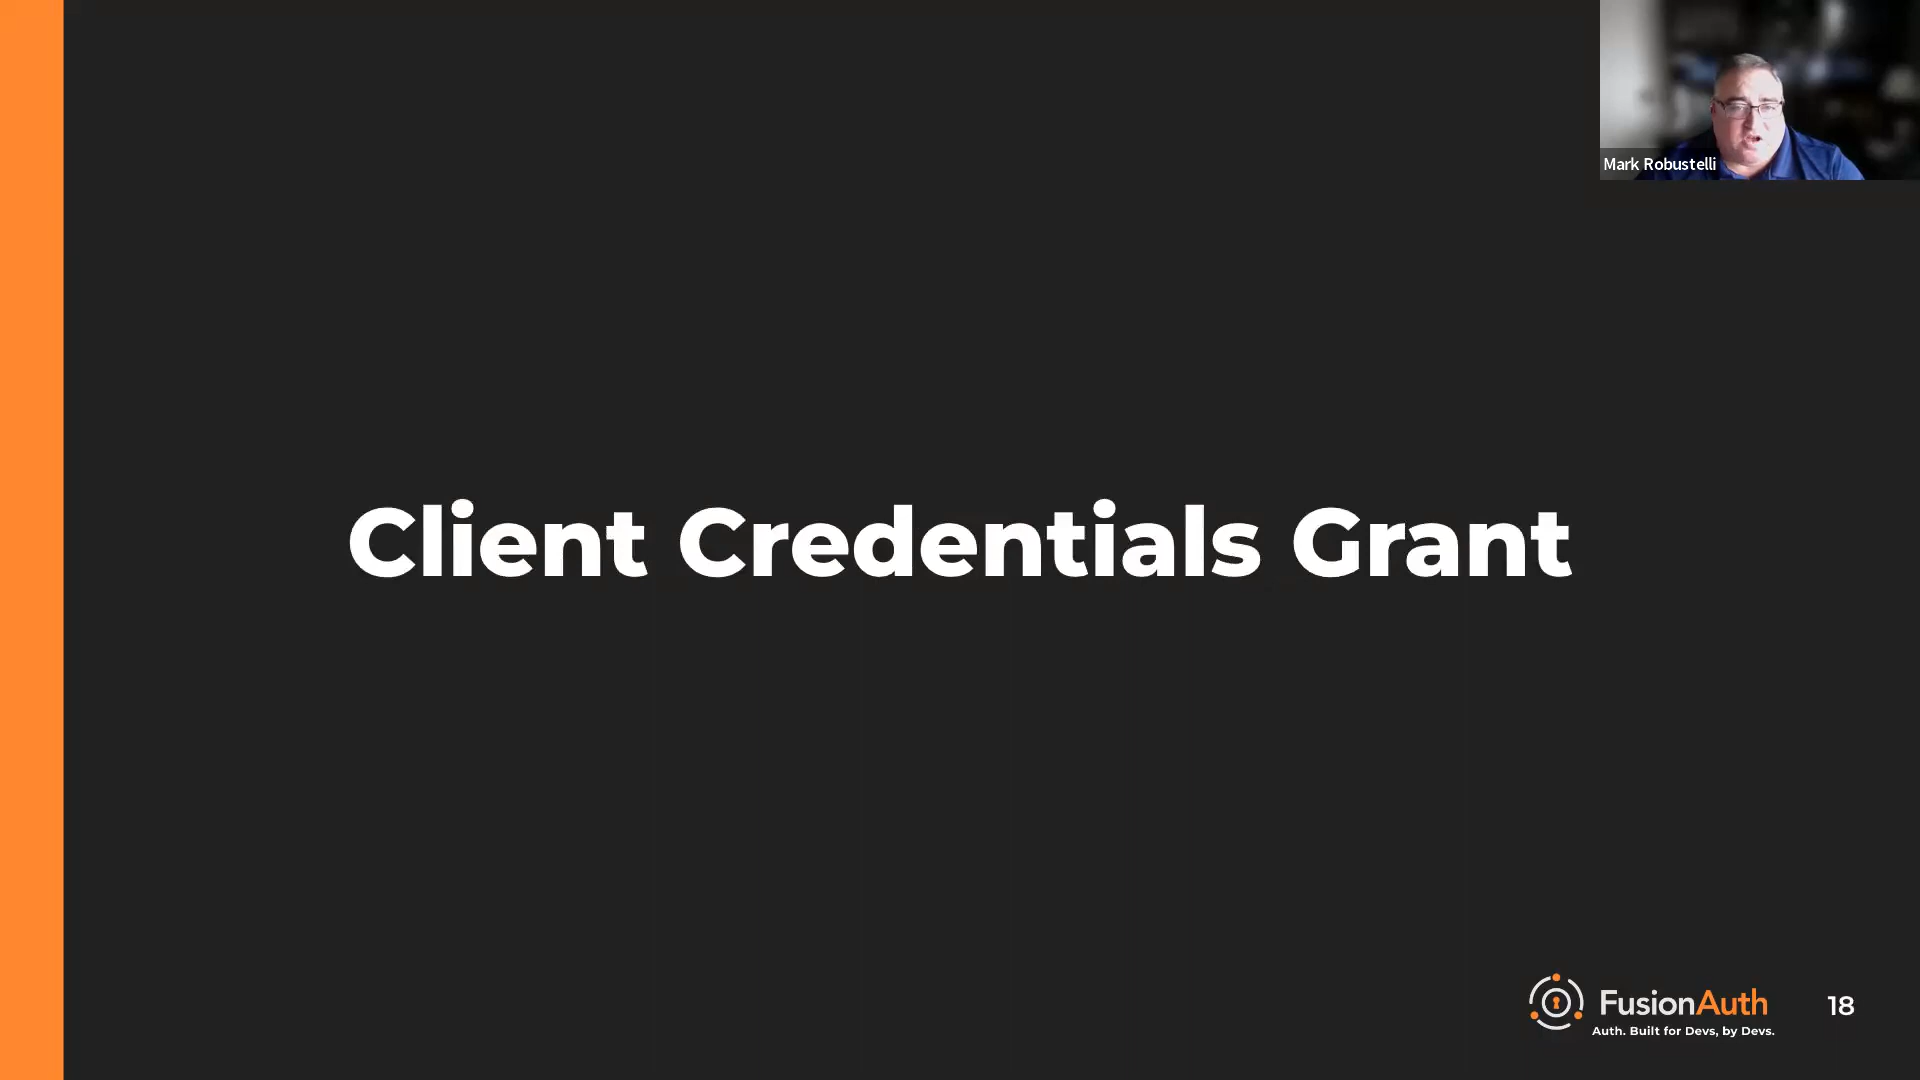 Mark Robustelli
Client Credentials Grant
FusionAuth
Auth. Built for Devs, by Devs.
18